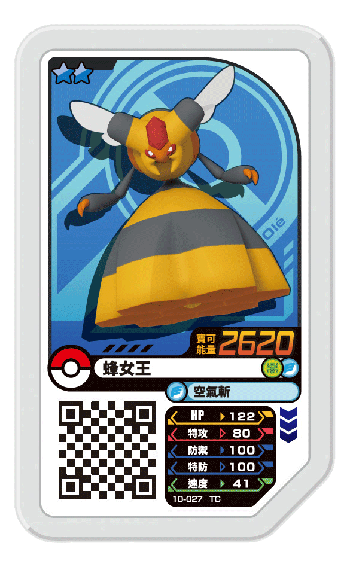 Olé
寶可
能量 2620
蜂女王
空氣斬
HP 122
特攻 80
防禦 100
特防 100
速度 41
10-027 TC